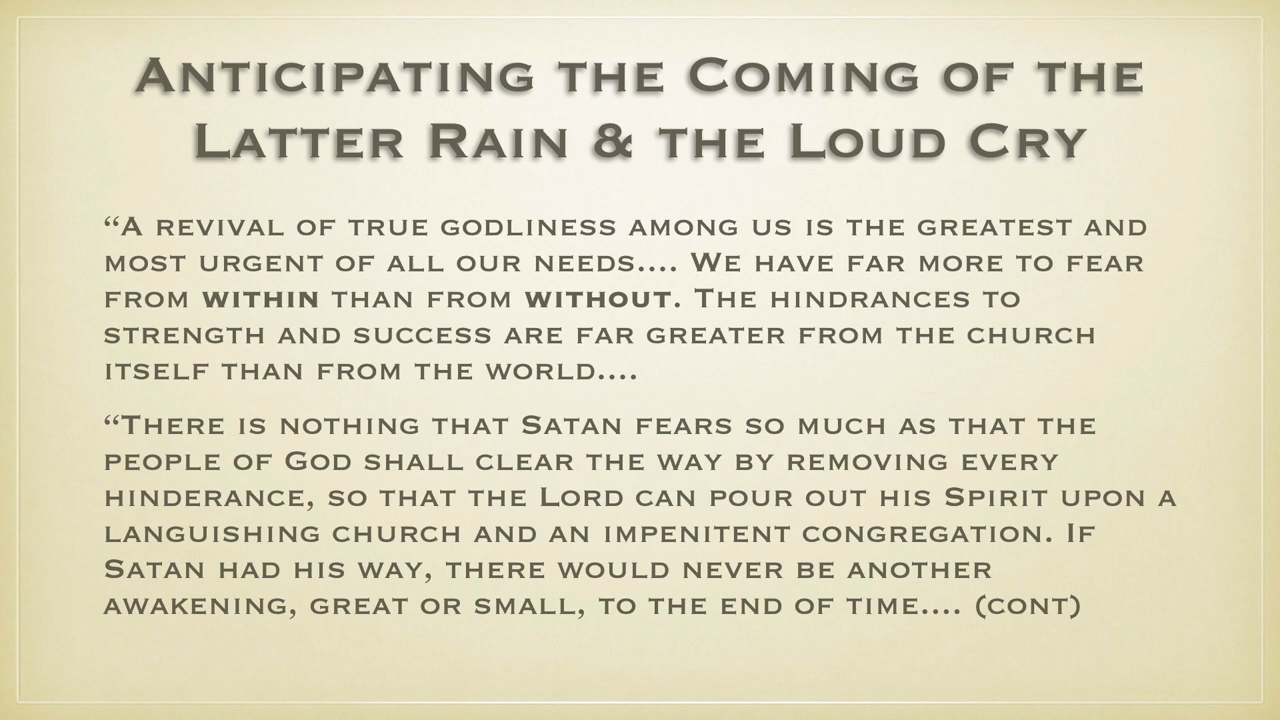 Anticipating the Coming of the
Latter Rain & the Loud Cry
“A revival of true godliness among us is the greatest and
most urgent of all our needs.... We have far more to fear
from within than from without. The hindrances to
strength and success are far greater from the church
itself than from the world....
“There is nothing that Satan fears so much as that the
people of God shall clear the way by removing every
hinderance, so that the Lord can pour out his Spirit upon a
languishing church and an impenitent congregation. If
Satan had his way, there would never be another
awakening, great or small, to the end of time.... (cont)